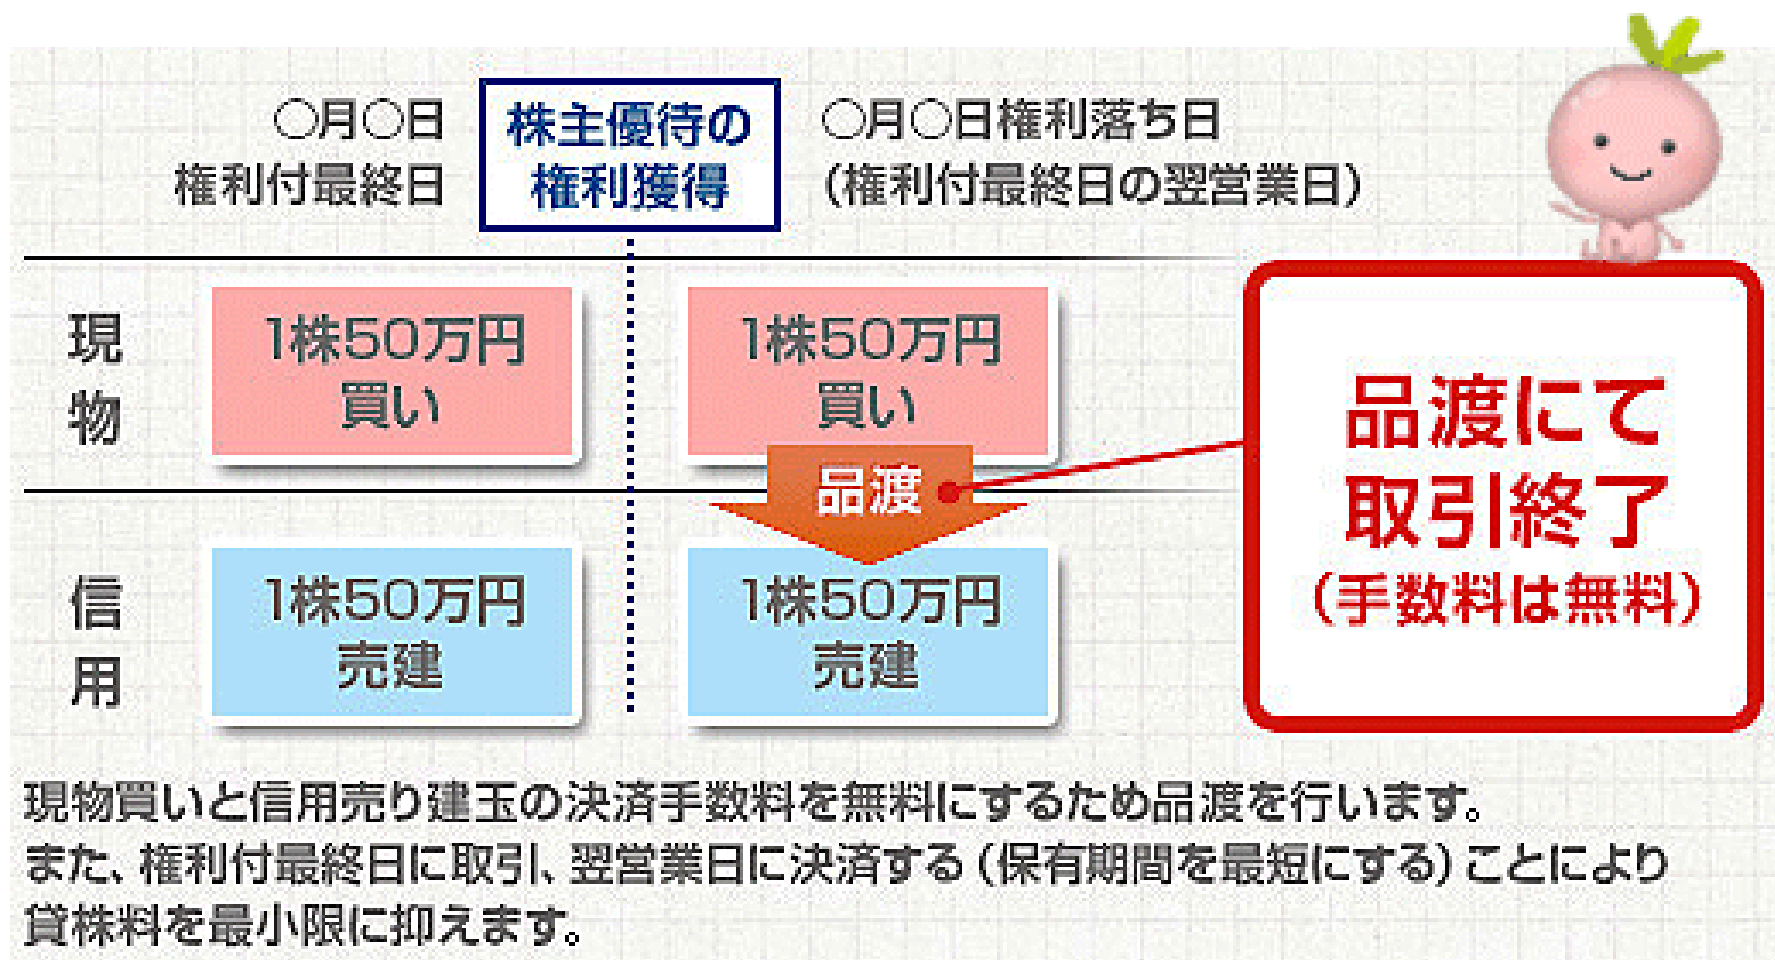 〇月〇日
権利付最終日
株主優待の
権利獲得
〇月〇日権利落ち日
(権利付最終日の翌営業日)
現物
1株50万円
買い
1株50万円
買い
品渡
信用
1株50万円
売建
1株50万円
売建
品渡にて
取引終了
(手数料は無料)
現物買いと信用売り建玉の決済手数料を無料にするため品渡を行います。
また、権利付最終日に取引、翌営業日に決済する(保有期間を最短にする)ことにより
貸株料を最小限に抑えます。